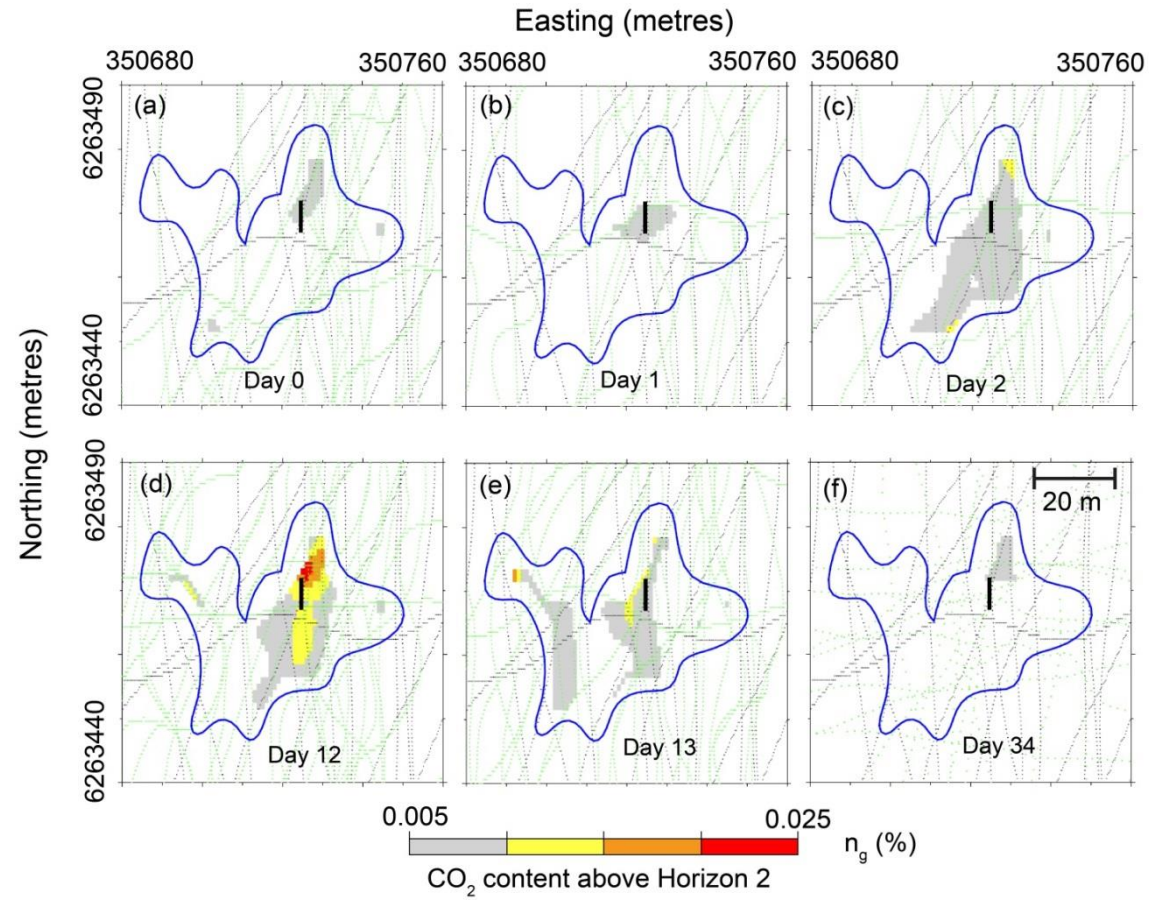 Easting (metres)
350680 350760 350680 350760 350680 350760
Northing (metres)
6263490
6263440
(a)
Day 0
(b)
Day 1
(c)
Day 2
6263490
6263440
(d)
Day 12
(e)
Day 13
(f)
20 m
Day 34
0.005 0.025
n_g (%)
CO₂ content above Horizon 2